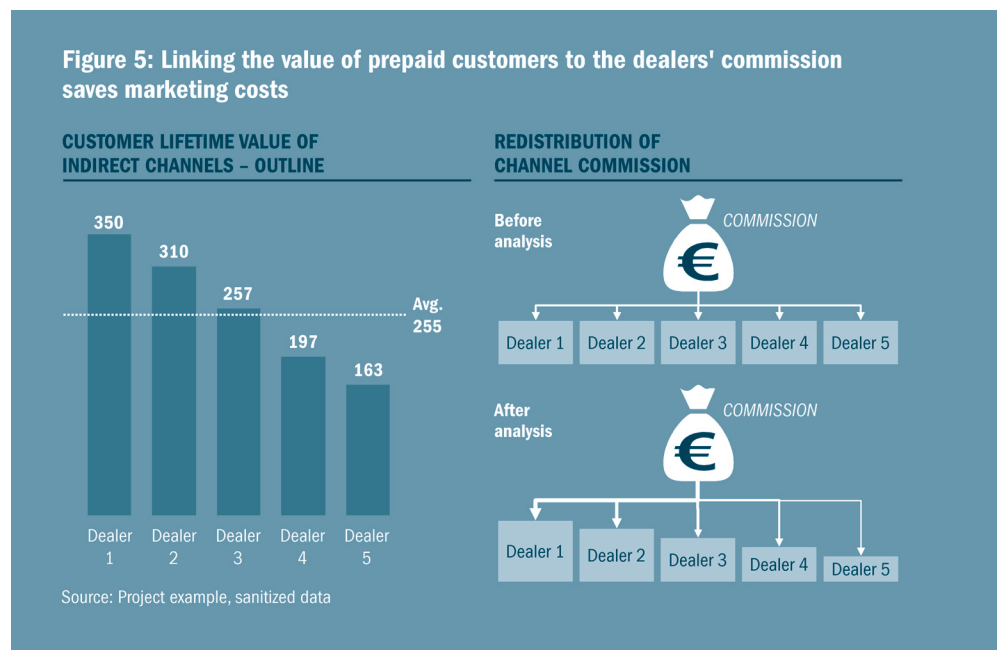 Figure 5: Linking the value of prepaid customers to the dealers' commission
saves marketing costs
CUSTOMER LIFETIME VALUE OF
INDIRECT CHANNELS – OUTLINE
350
310
257
197
163
Avg.
255
Dealer
1
Dealer
2
Dealer
3
Dealer
4
Dealer
5
Source: Project example, sanitized data
REDISTRIBUTION OF
CHANNEL COMMISSION
Before
analysis
COMMISSION
€
Dealer 1
Dealer 2
Dealer 3
Dealer 4
Dealer 5
After
analysis
COMMISSION
€
Dealer 1
Dealer 2
Dealer 3
Dealer 4
Dealer 5